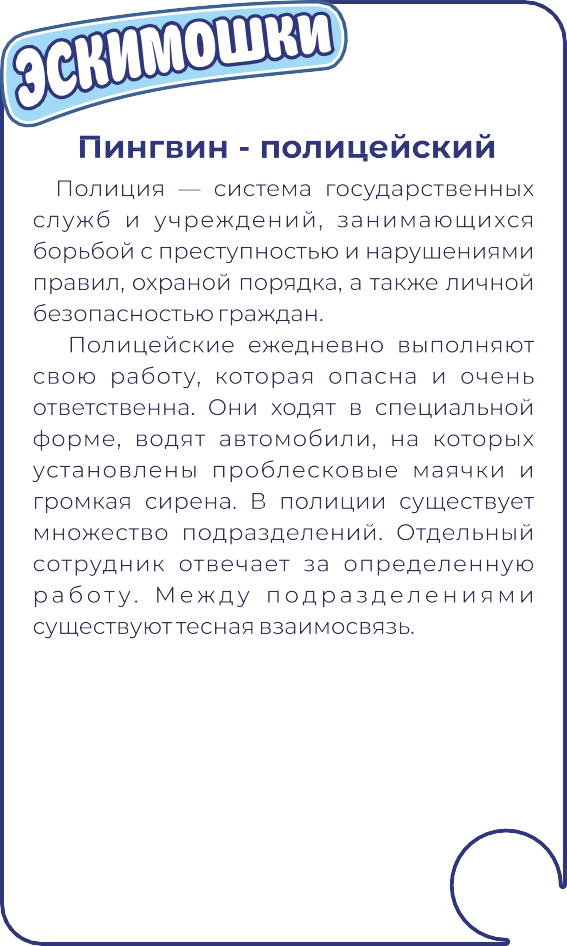 ЭСКИМОШКИ
Пингвин - полицейский
Полиция — система государственных
служб и учреждений, занимающихся
борьбой с преступностью и нарушениями
правил, охраной порядка, а также личной
безопасностью граждан.
Полицейские ежедневно выполняют
свою работу, которая опасна и очень
ответственна. Они ходят в специальной
форме, водят автомобили, на которых
установлены проблесковые маячки и
громкая сирена. В полиции существует
множество подразделений. Отдельный
сотрудник отвечает за определенную
работу. Между подразделениями
существуют тесная взаимосвязь.